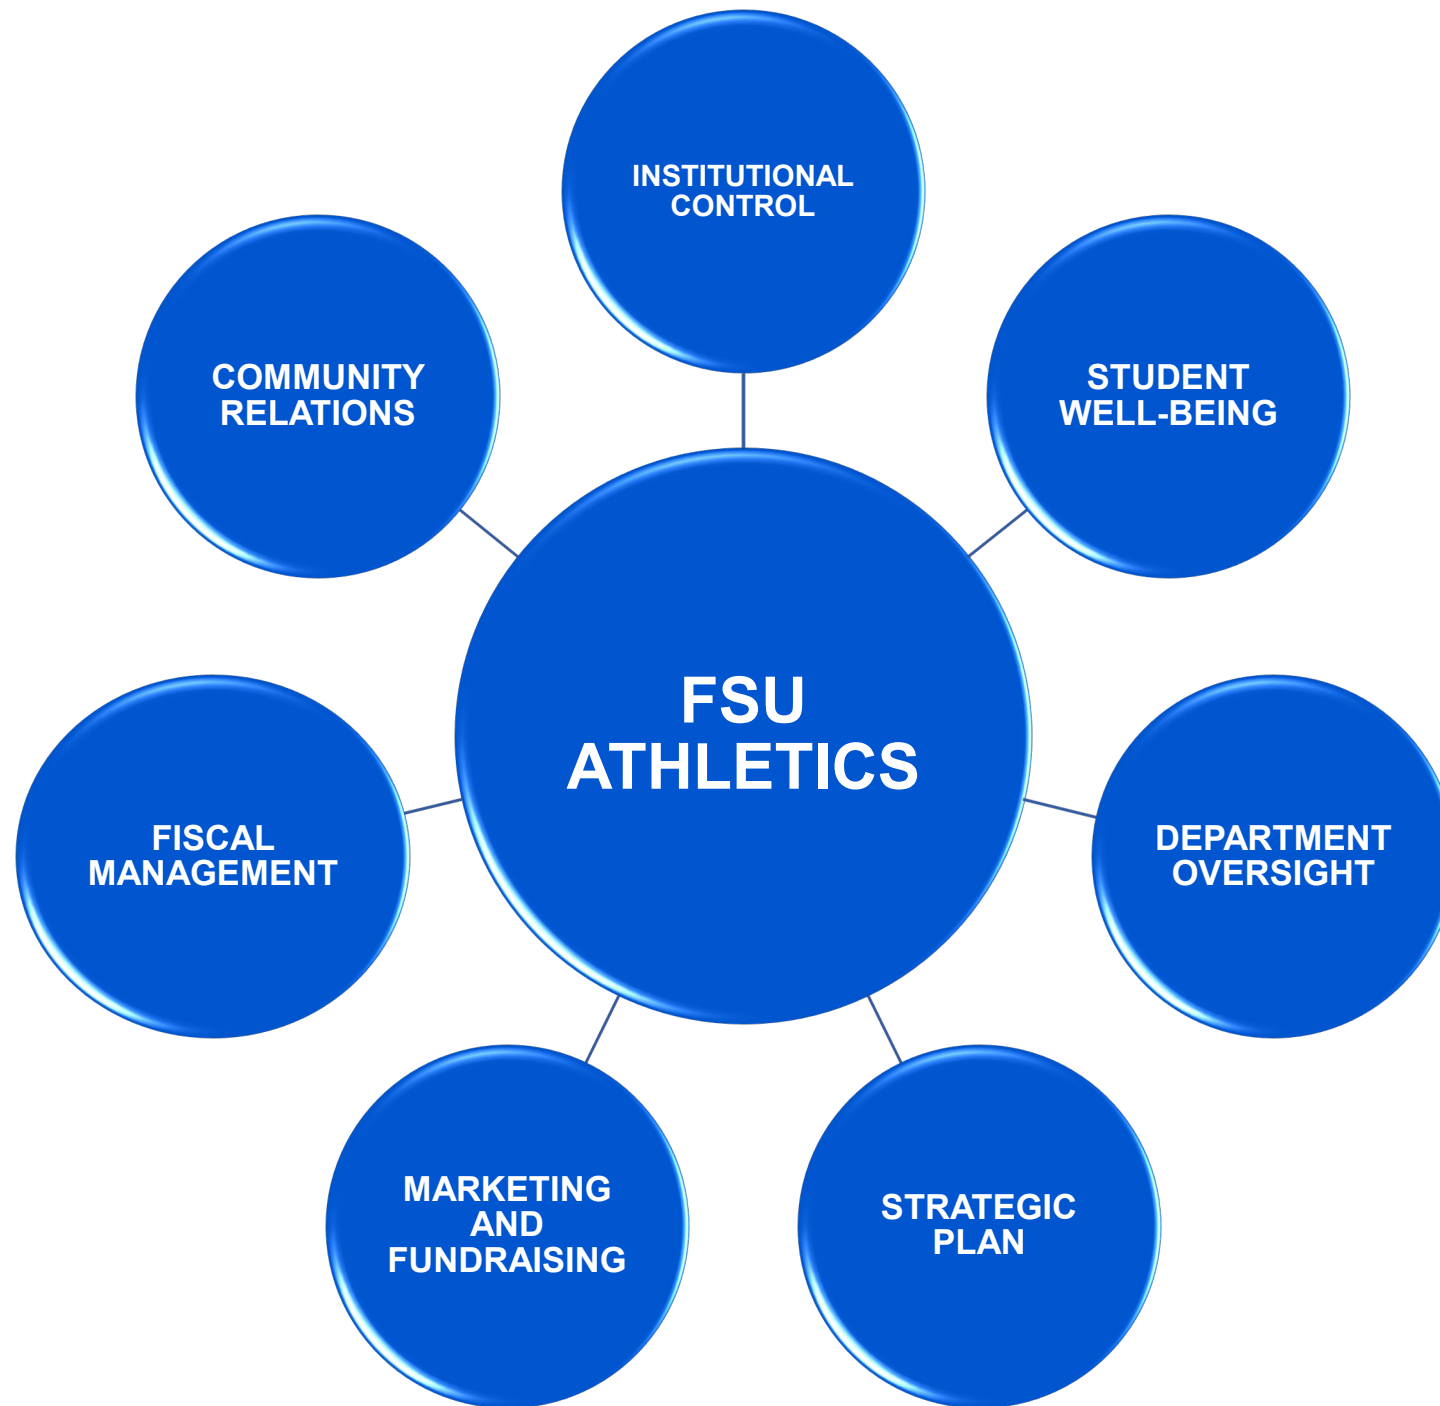 INSTITUTIONAL
CONTROL
COMMUNITY
RELATIONS
STUDENT
WELL-BEING
FSU
ATHLETICS
FISCAL
MANAGEMENT
DEPARTMENT
OVERSIGHT
MARKETING
AND
FUNDRAISING
STRATEGIC
PLAN